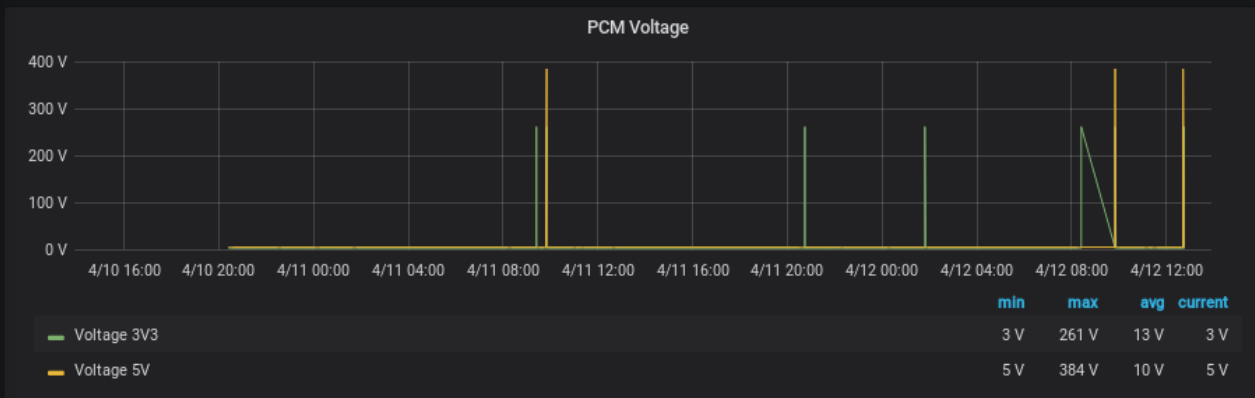 PCM Voltage
400 V
300 V
200 V
100 V
0 V
4/10 16:00 4/10 20:00 4/11 00:00 4/11 04:00 4/11 08:00 4/11 12:00 4/11 16:00 4/11 20:00 4/12 00:00 4/12 04:00 4/12 08:00 4/12 12:00
min max avg current
Voltage 3V3 3 V 261 V 13 V 3 V
Voltage 5V 5 V 384 V 10 V 5 V